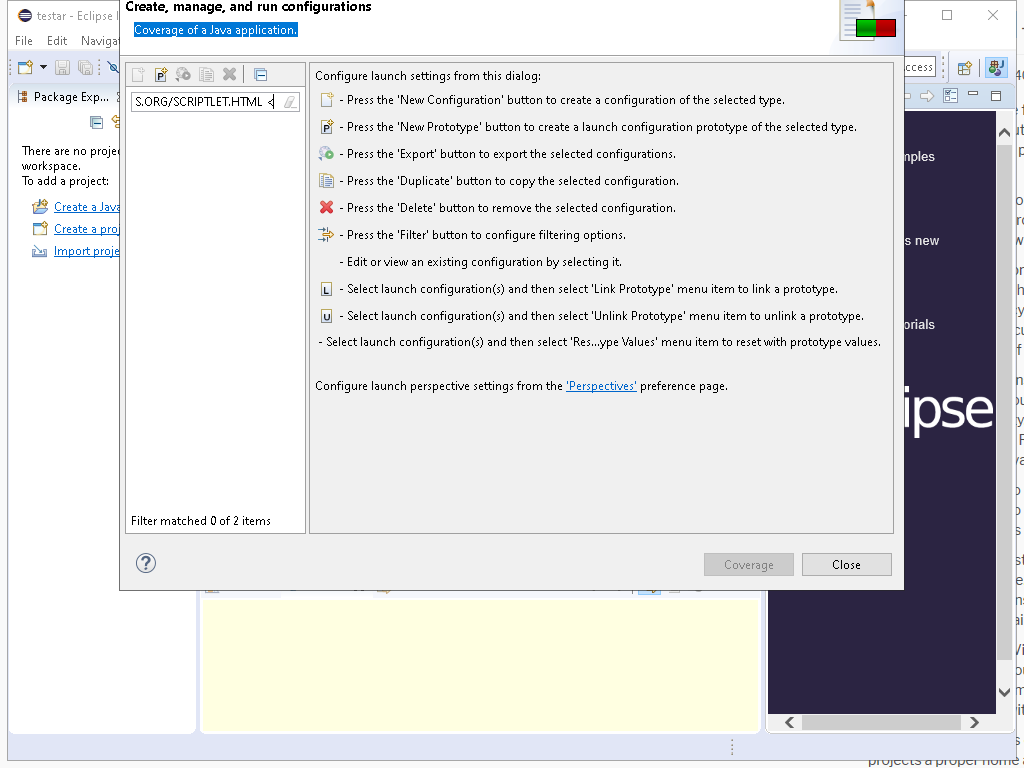 Create, manage, and run configurations
testar - Eclipse I
Coverage of a Java application.
File Edit Naviga
ccess
Package Exp...
S.ORG/SCRIPTLET.HTML <
There are no proje
workspace.
To add a project:
Create a Java
Create a proj
Import proje
Configure launch settings from this dialog:
- Press the 'New Configuration' button to create a configuration of the selected type.
- Press the 'New Prototype' button to create a launch configuration prototype of the selected type.
- Press the 'Export' button to export the selected configurations.
- Press the 'Duplicate' button to copy the selected configuration.
- Press the 'Delete' button to remove the selected configuration.
- Press the 'Filter' button to configure filtering options.
- Edit or view an existing configuration by selecting it.
- Select launch configuration(s) and then select 'Link Prototype' menu item to link a prototype.
- Select launch configuration(s) and then select 'Unlink Prototype' menu item to unlink a prototype.
- Select launch configuration(s) and then select 'Res...ype Values' menu item to reset with prototype values.
Configure launch perspective settings from the 'Perspectives' preference page.
mples
s new
orials
ipse
Filter matched 0 of 2 items
Coverage
Close
projects a proper home a